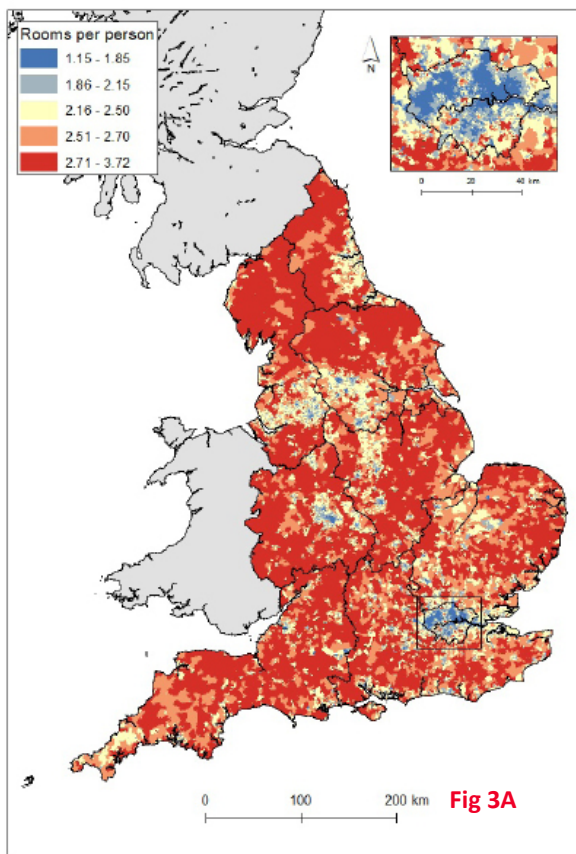 Rooms per person
1.15 - 1.85
1.86 - 2.15
2.16 - 2.50
2.51 - 2.70
2.71 - 3.72
N
0 20 40 km
0 100 200 km
Fig 3A